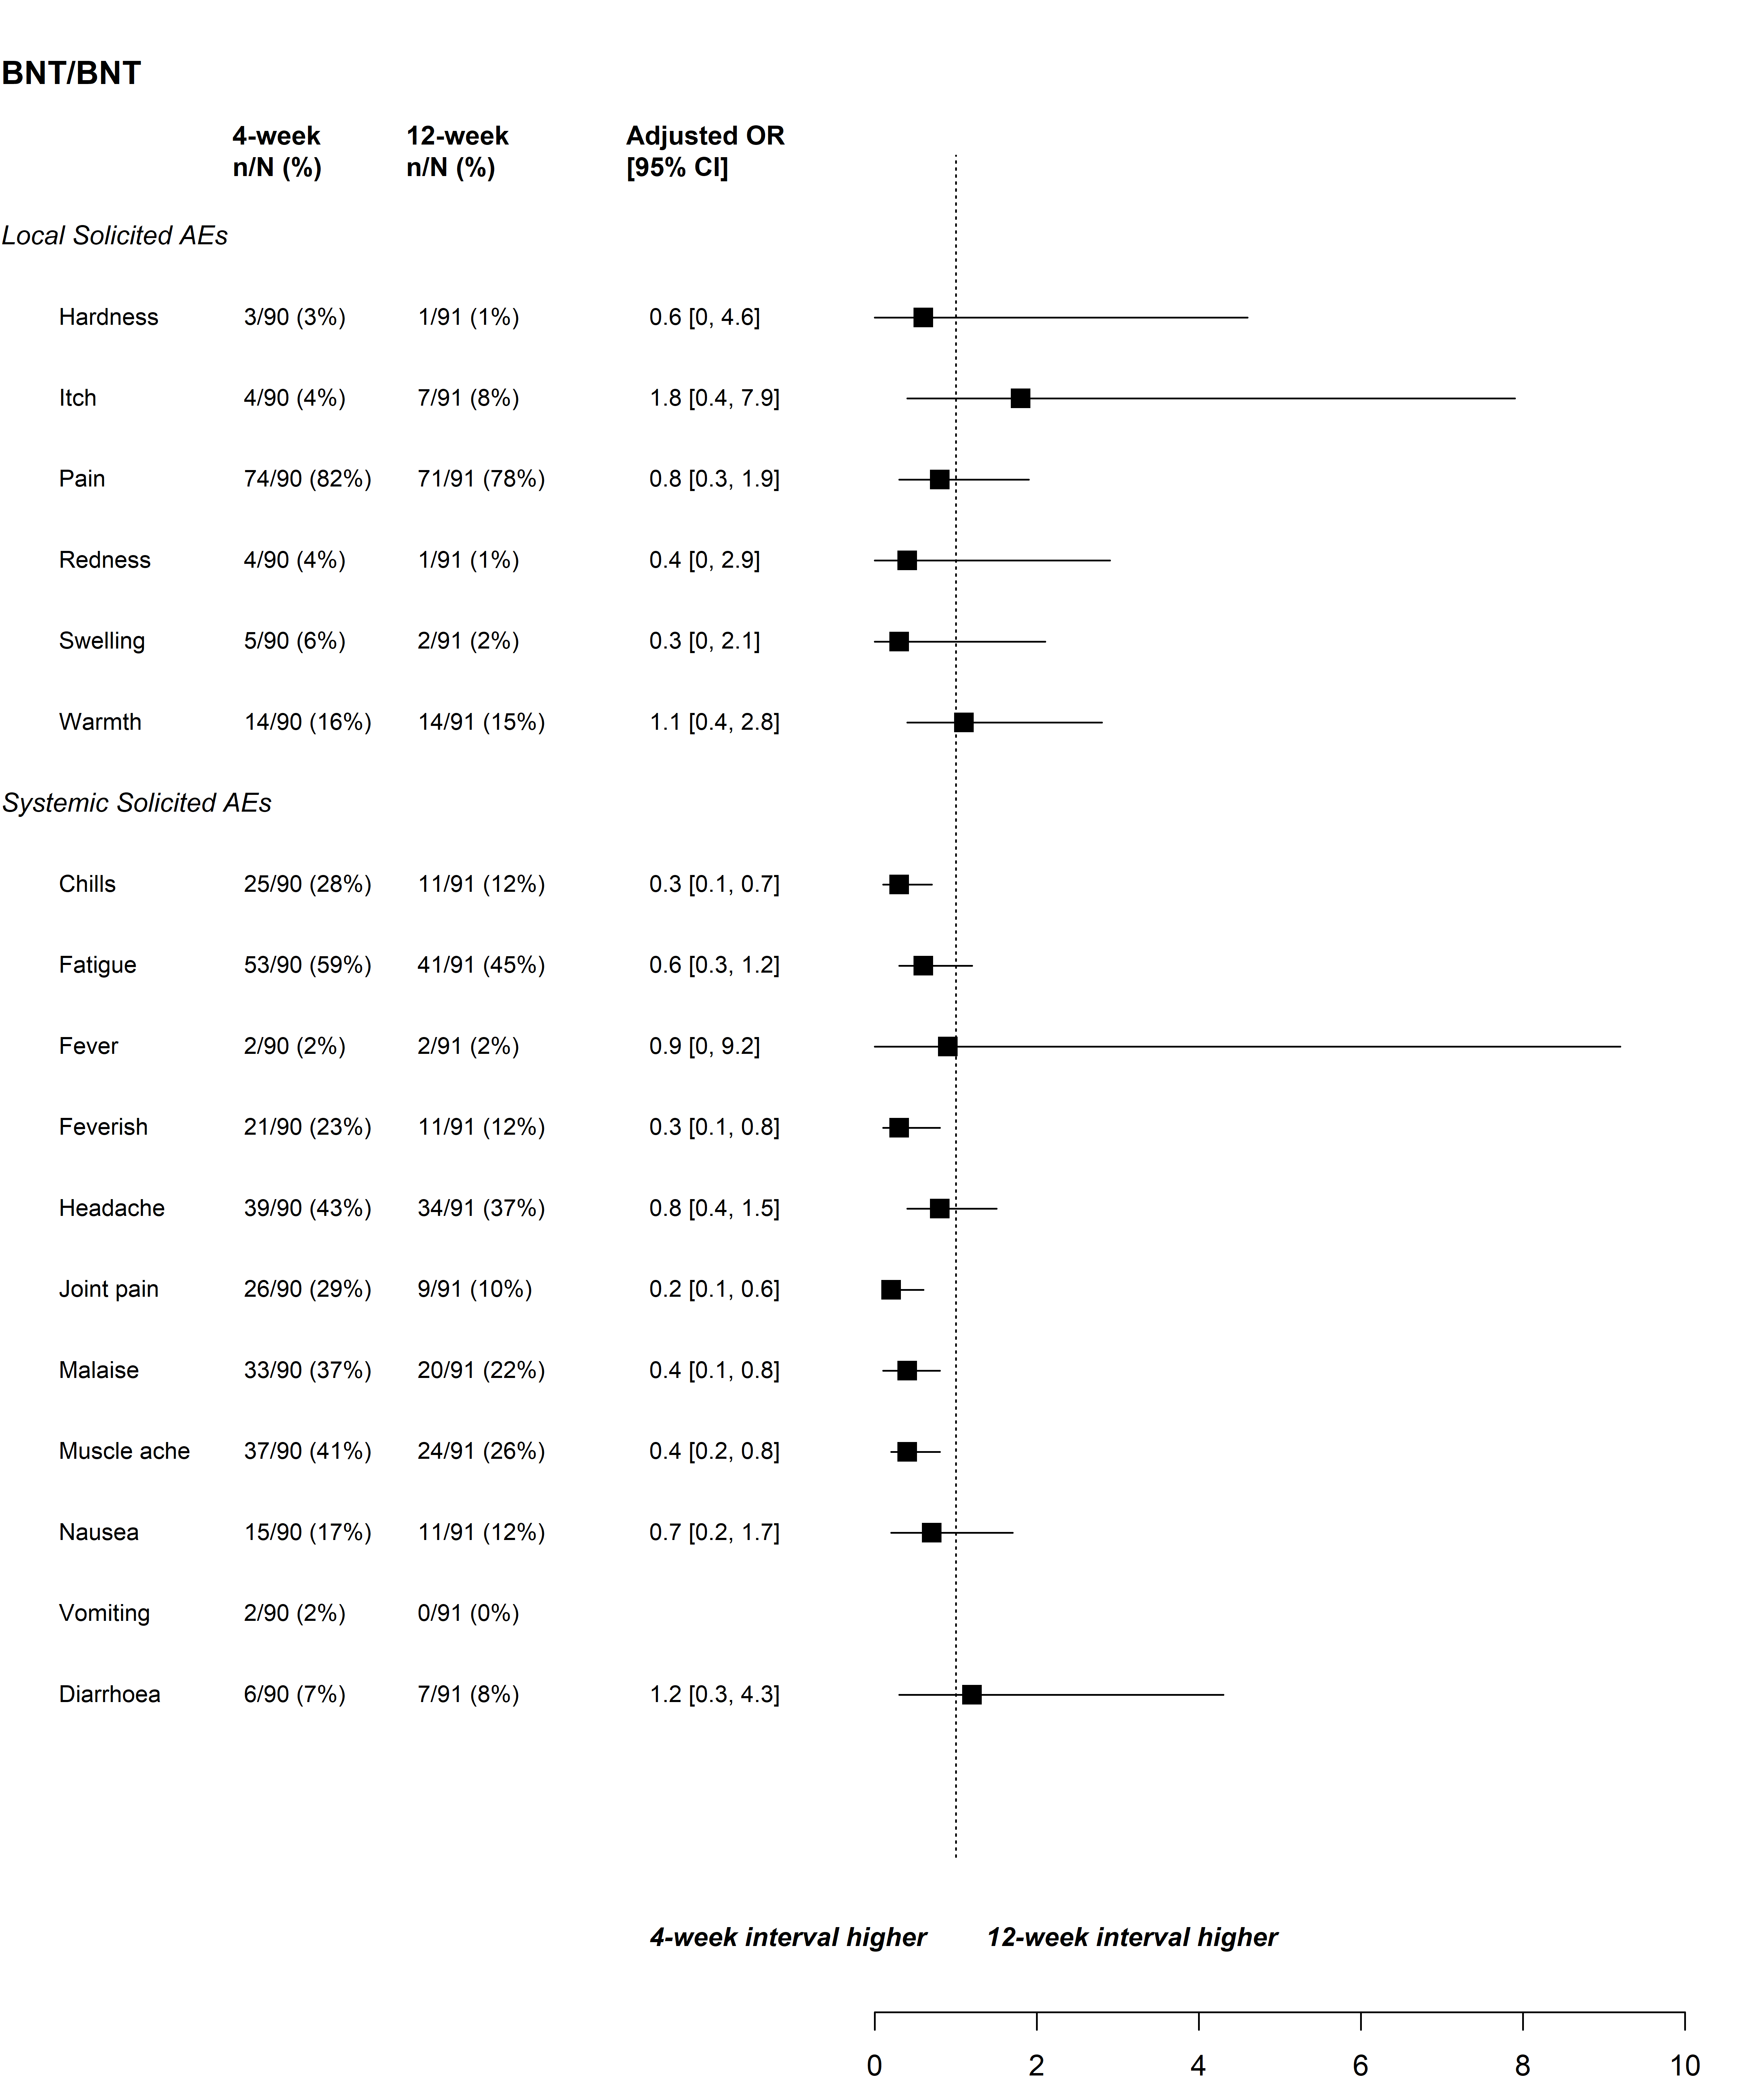 BNT/BNT
4-week 12-week Adjusted OR
n/N (%) n/N (%) [95% CI]
Local Solicited AEs
Hardness 3/90 (3%) 1/91 (1%) 0.6 [0, 4.6]
Itch 4/90 (4%) 7/91 (8%) 1.8 [0.4, 7.9]
Pain 74/90 (82%) 71/91 (78%) 0.8 [0.3, 1.9]
Redness 4/90 (4%) 1/91 (1%) 0.4 [0, 2.9]
Swelling 5/90 (6%) 2/91 (2%) 0.3 [0, 2.1]
Warmth 14/90 (16%) 14/91 (15%) 1.1 [0.4, 2.8]
Systemic Solicited AEs
Chills 25/90 (28%) 11/91 (12%) 0.3 [0.1, 0.7]
Fatigue 53/90 (59%) 41/91 (45%) 0.6 [0.3, 1.2]
Fever 2/90 (2%) 2/91 (2%) 0.9 [0, 9.2]
Feverish 21/90 (23%) 11/91 (12%) 0.3 [0.1, 0.8]
Headache 39/90 (43%) 34/91 (37%) 0.8 [0.4, 1.5]
Joint pain 26/90 (29%) 9/91 (10%) 0.2 [0.1, 0.6]
Malaise 33/90 (37%) 20/91 (22%) 0.4 [0.1, 0.8]
Muscle ache 37/90 (41%) 24/91 (26%) 0.4 [0.2, 0.8]
Nausea 15/90 (17%) 11/91 (12%) 0.7 [0.2, 1.7]
Vomiting 2/90 (2%) 0/91 (0%)
Diarrhoea 6/90 (7%) 7/91 (8%) 1.2 [0.3, 4.3]
4-week interval higher 12-week interval higher
0 2 4 6 8 10